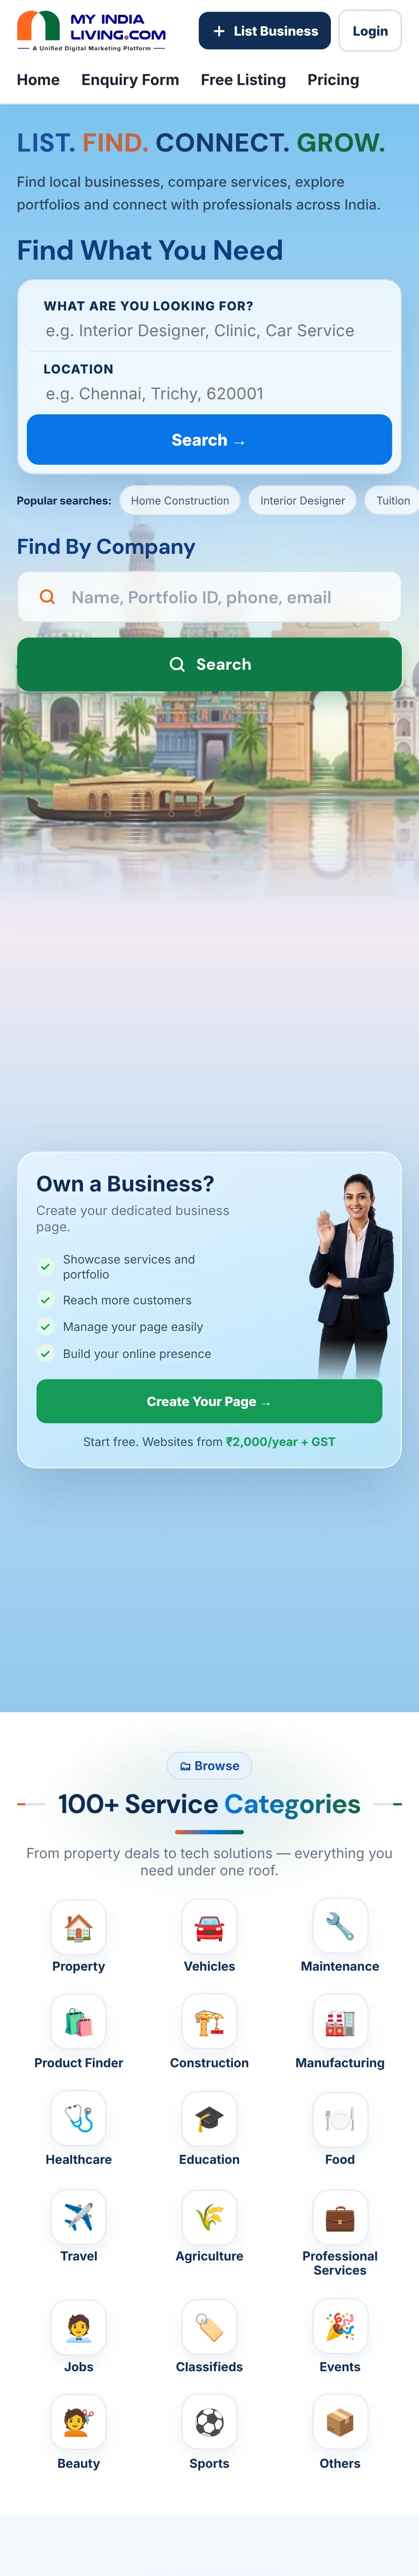 MY INDIA
LIVING.COM
A Unified Digital Marketing Platform
+ List Business
Login
Home Enquiry Form Free Listing Pricing
LIST. FIND. CONNECT. GROW.
Find local businesses, compare services, explore
portfolios and connect with professionals across India.
Find What You Need
WHAT ARE YOU LOOKING FOR?
e.g. Interior Designer, Clinic, Car Service
LOCATION
e.g. Chennai, Trichy, 620001
Search →
Popular searches: Home Construction Interior Designer Tuition
Find By Company
Name, Portfolio ID, phone, email
Search
Own a Business?
Create your dedicated business
page.
Showcase services and
portfolio
Reach more customers
Manage your page easily
Build your online presence
Create Your Page →
Start free. Websites from ₹2,000/year + GST
Browse
100+ Service Categories
From property deals to tech solutions — everything you
need under one roof.
Property Vehicles Maintenance
Product Finder Construction Manufacturing
Healthcare Education Food
Travel Agriculture Professional
Services
Jobs Classifieds Events
Beauty Sports Others